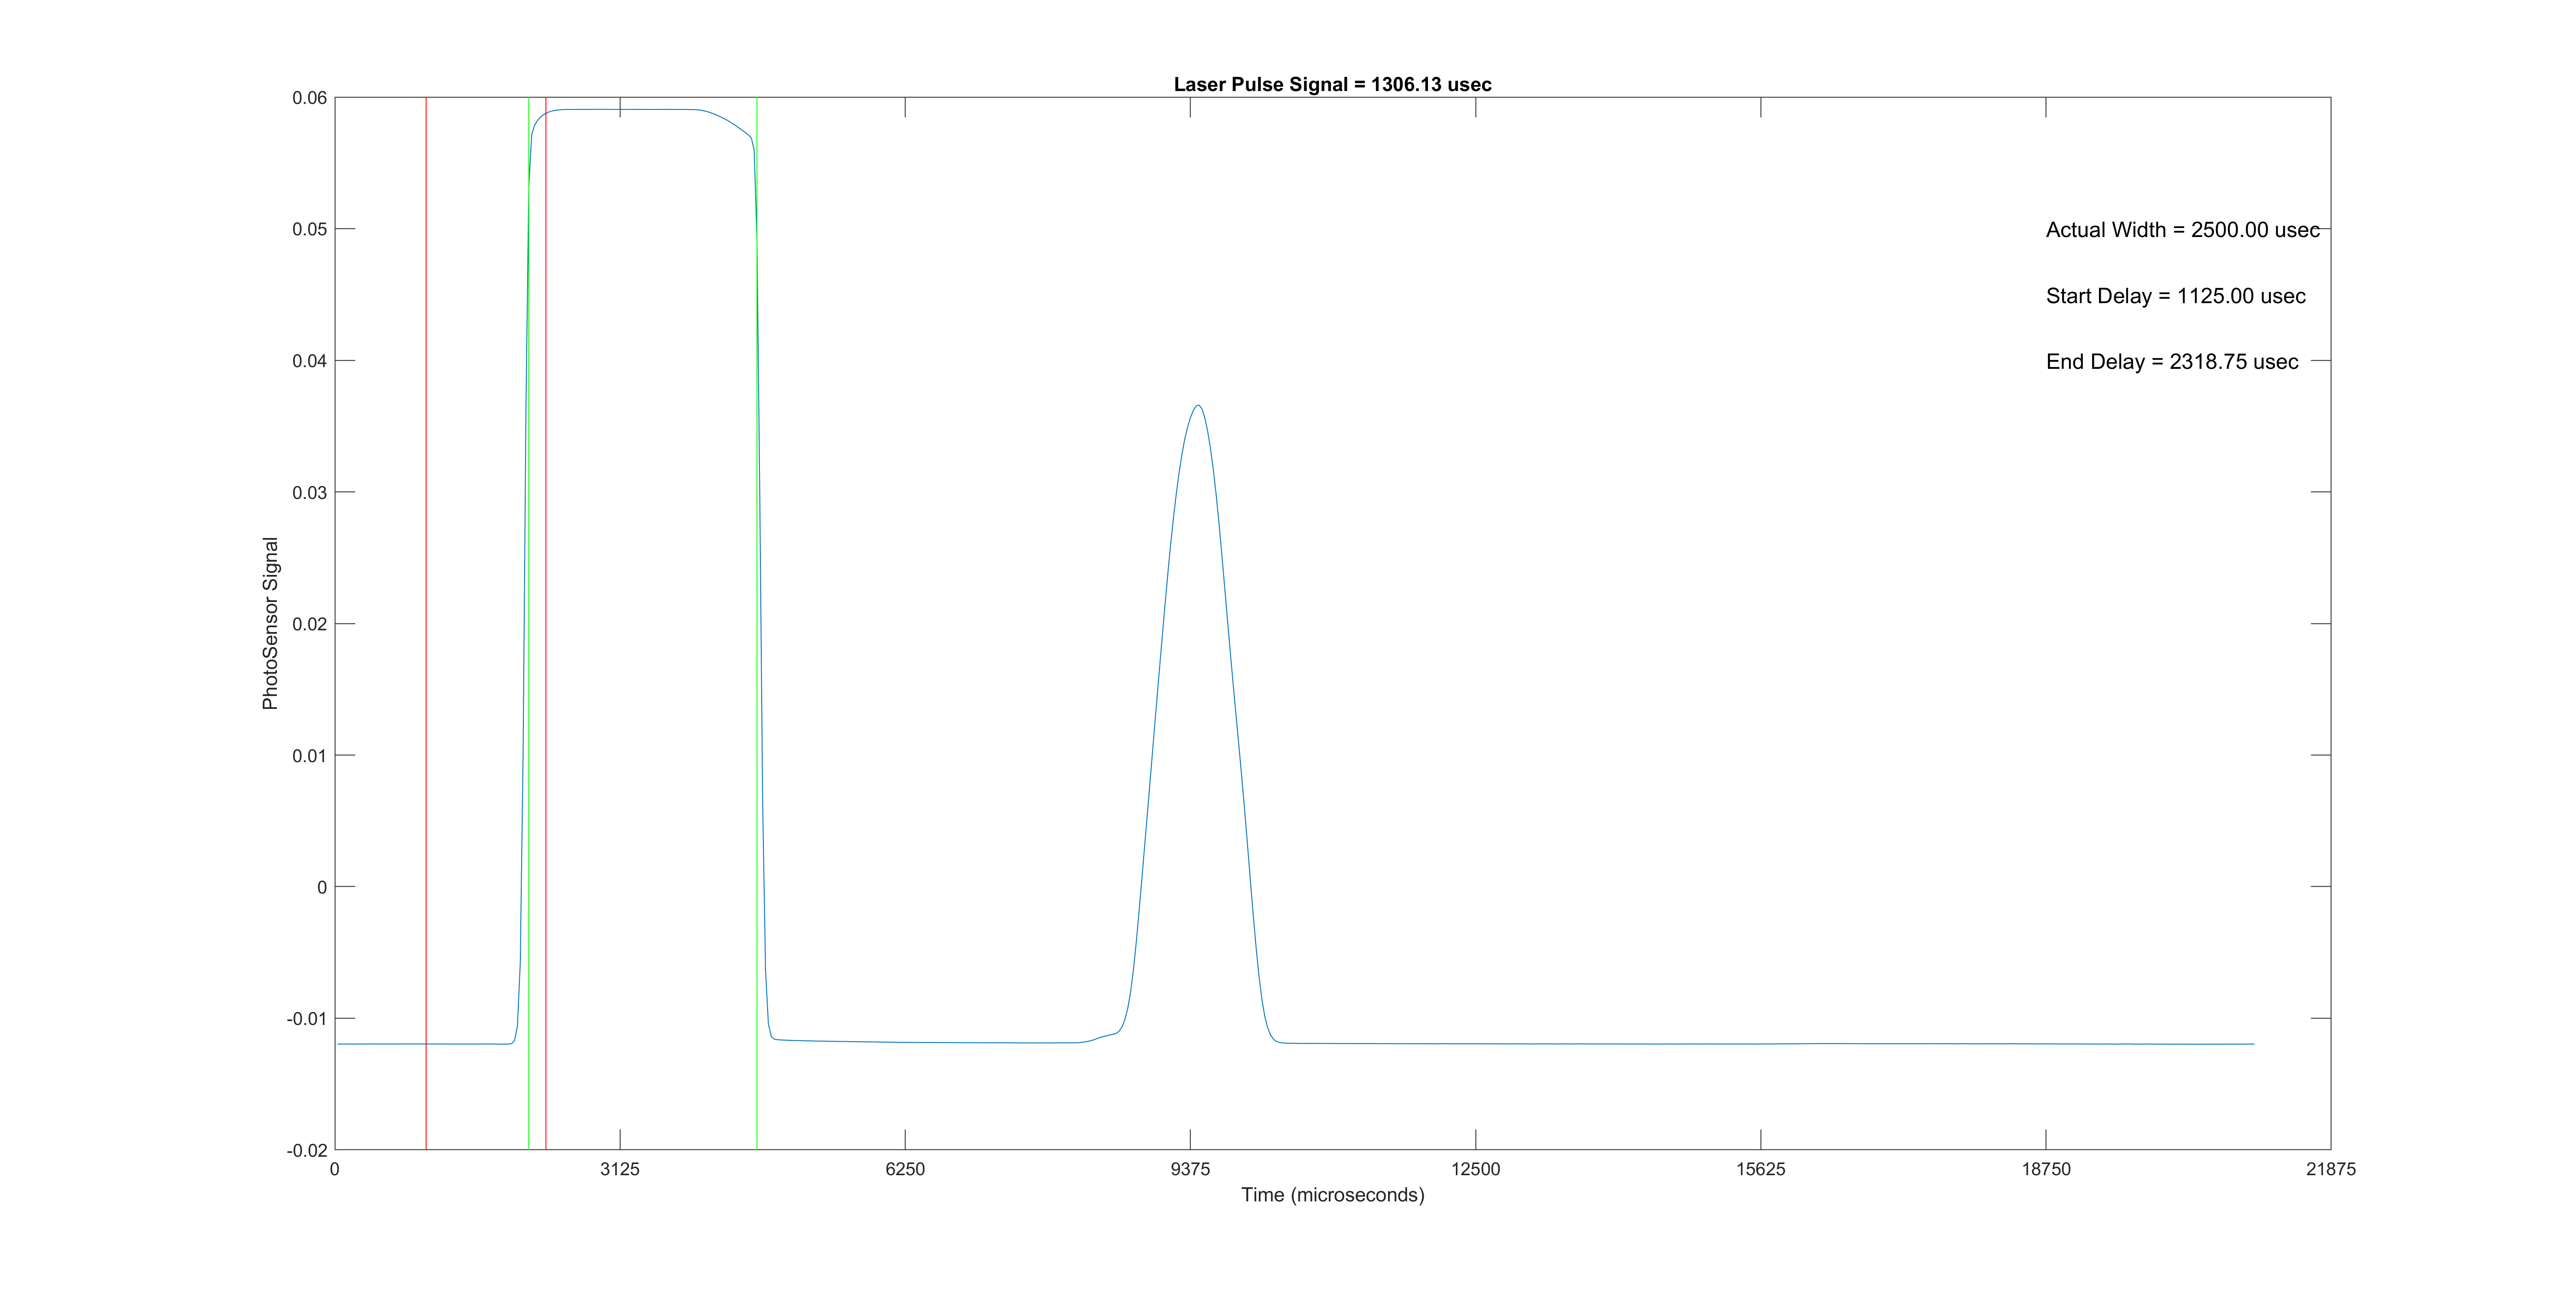 Laser Pulse Signal = 1306.13 usec
0.06
0.05
0.04
0.03
0.02
0.01
0
-0.01
-0.02
PhotoSensor Signal
Actual Width = 2500.00 usec
Start Delay = 1125.00 usec
End Delay = 2318.75 usec
0 3125 6250 9375 12500 15625 18750 21875
Time (microseconds)